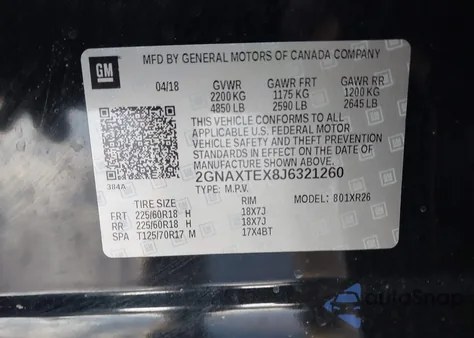 MFD BY GENERAL MOTORS OF CANADA COMPANY
GM
04/18 GVWR GAWR FRT GAWR RR
2200 KG 1175 KG 1200 KG
4850 LB 2590 LB 2645 LB
THIS VEHICLE CONFORMS TO ALL
APPLICABLE U.S. FEDERAL MOTOR
VEHICLE SAFETY AND THEFT PREVENTION
STANDARDS IN EFFECT ON THE DATE OF
MANUFACTURE SHOWN ABOVE.
384A 2GNAXTEX8J6321260
TYPE: M.P.V. MODEL: 801XR26
TIRE SIZE RIM
FRT 225/60R18 H 18X7J
RR 225/60R18 H 18X7J
SPA T125/70R17 M 17X4BT
autoSnap